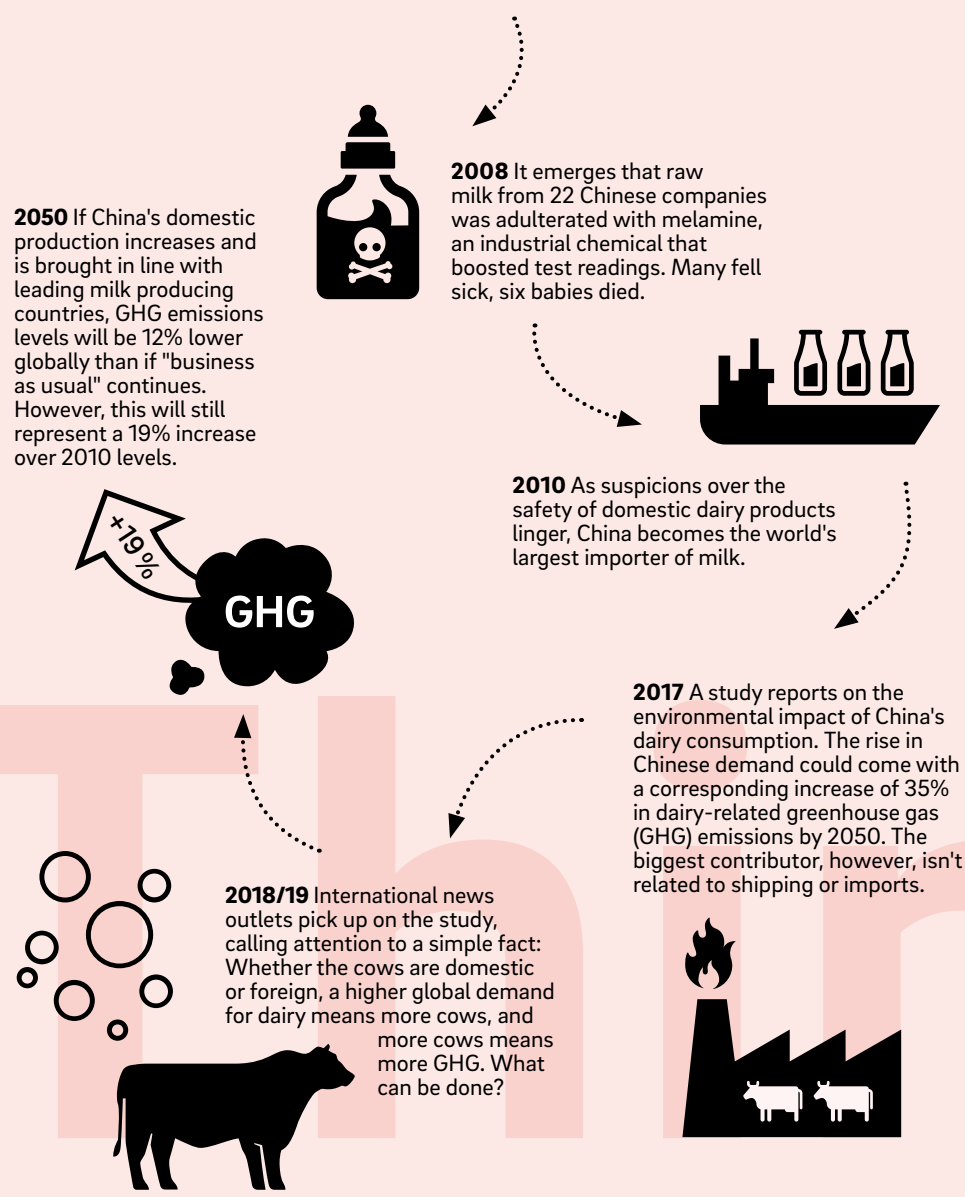 2008 It emerges that raw
milk from 22 Chinese companies
was adulterated with melamine,
an industrial chemical that
boosted test readings. Many fell
sick, six babies died.
2010 As suspicions over the
safety of domestic dairy products
linger, China becomes the world's
largest importer of milk.
2017 A study reports on the
environmental impact of China's
dairy consumption. The rise in
Chinese demand could come with
a corresponding increase of 35%
in dairy-related greenhouse gas
(GHG) emissions by 2050. The
biggest contributor, however, isn't
related to shipping or imports.
2018/19 International news
outlets pick up on the study,
calling attention to a simple fact:
Whether the cows are domestic
or foreign, a higher global demand
for dairy means more cows, and
more cows means
more GHG. What
can be done?
2050 If China's domestic
production increases and
is brought in line with
leading milk producing
countries, GHG emissions
levels will be 12% lower
globally than if "business
as usual" continues.
However, this will still
represent a 19% increase
over 2010 levels.
+19%
GHG